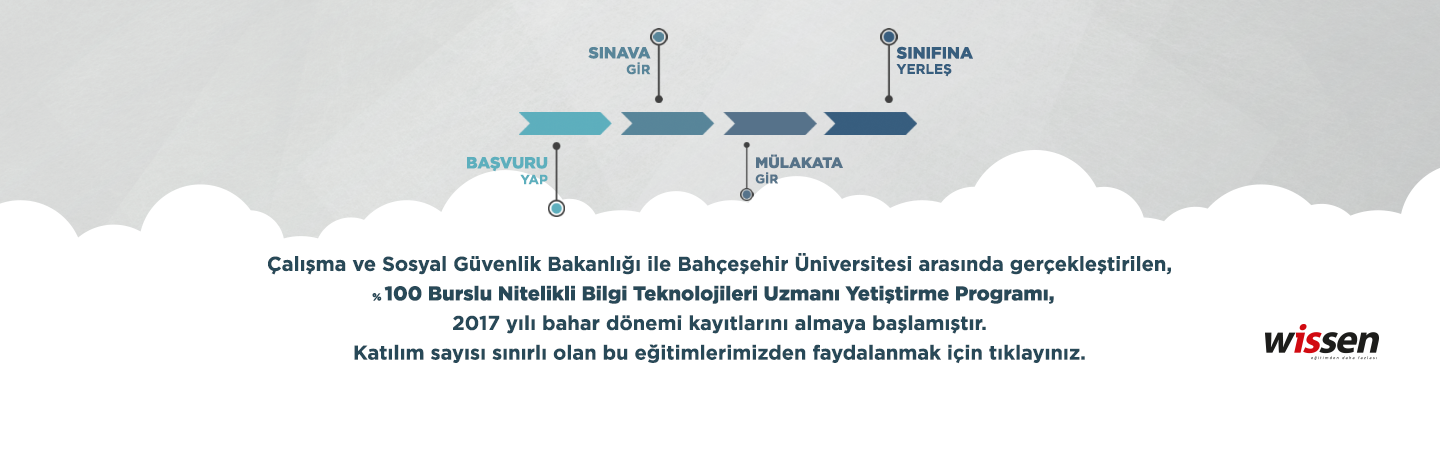 SINAVA
GİR
SINIFINA
YERLEŞ
BAŞVURU
YAP
MÜLAKATA
GİR
Çalışma ve Sosyal Güvenlik Bakanlığı ile Bahçeşehir Üniversitesi arasında gerçekleştirilen,
%100 Burslu Nitelikli Bilgi Teknolojileri Uzmanı Yetiştirme Programı,
2017 yılı bahar dönemi kayıtlarını almaya başlamıştır.
Katılım sayısı sınırlı olan bu eğitimlerimizden faydalanmak için tıklayınız.
wissen
eğitimden daha fazlası